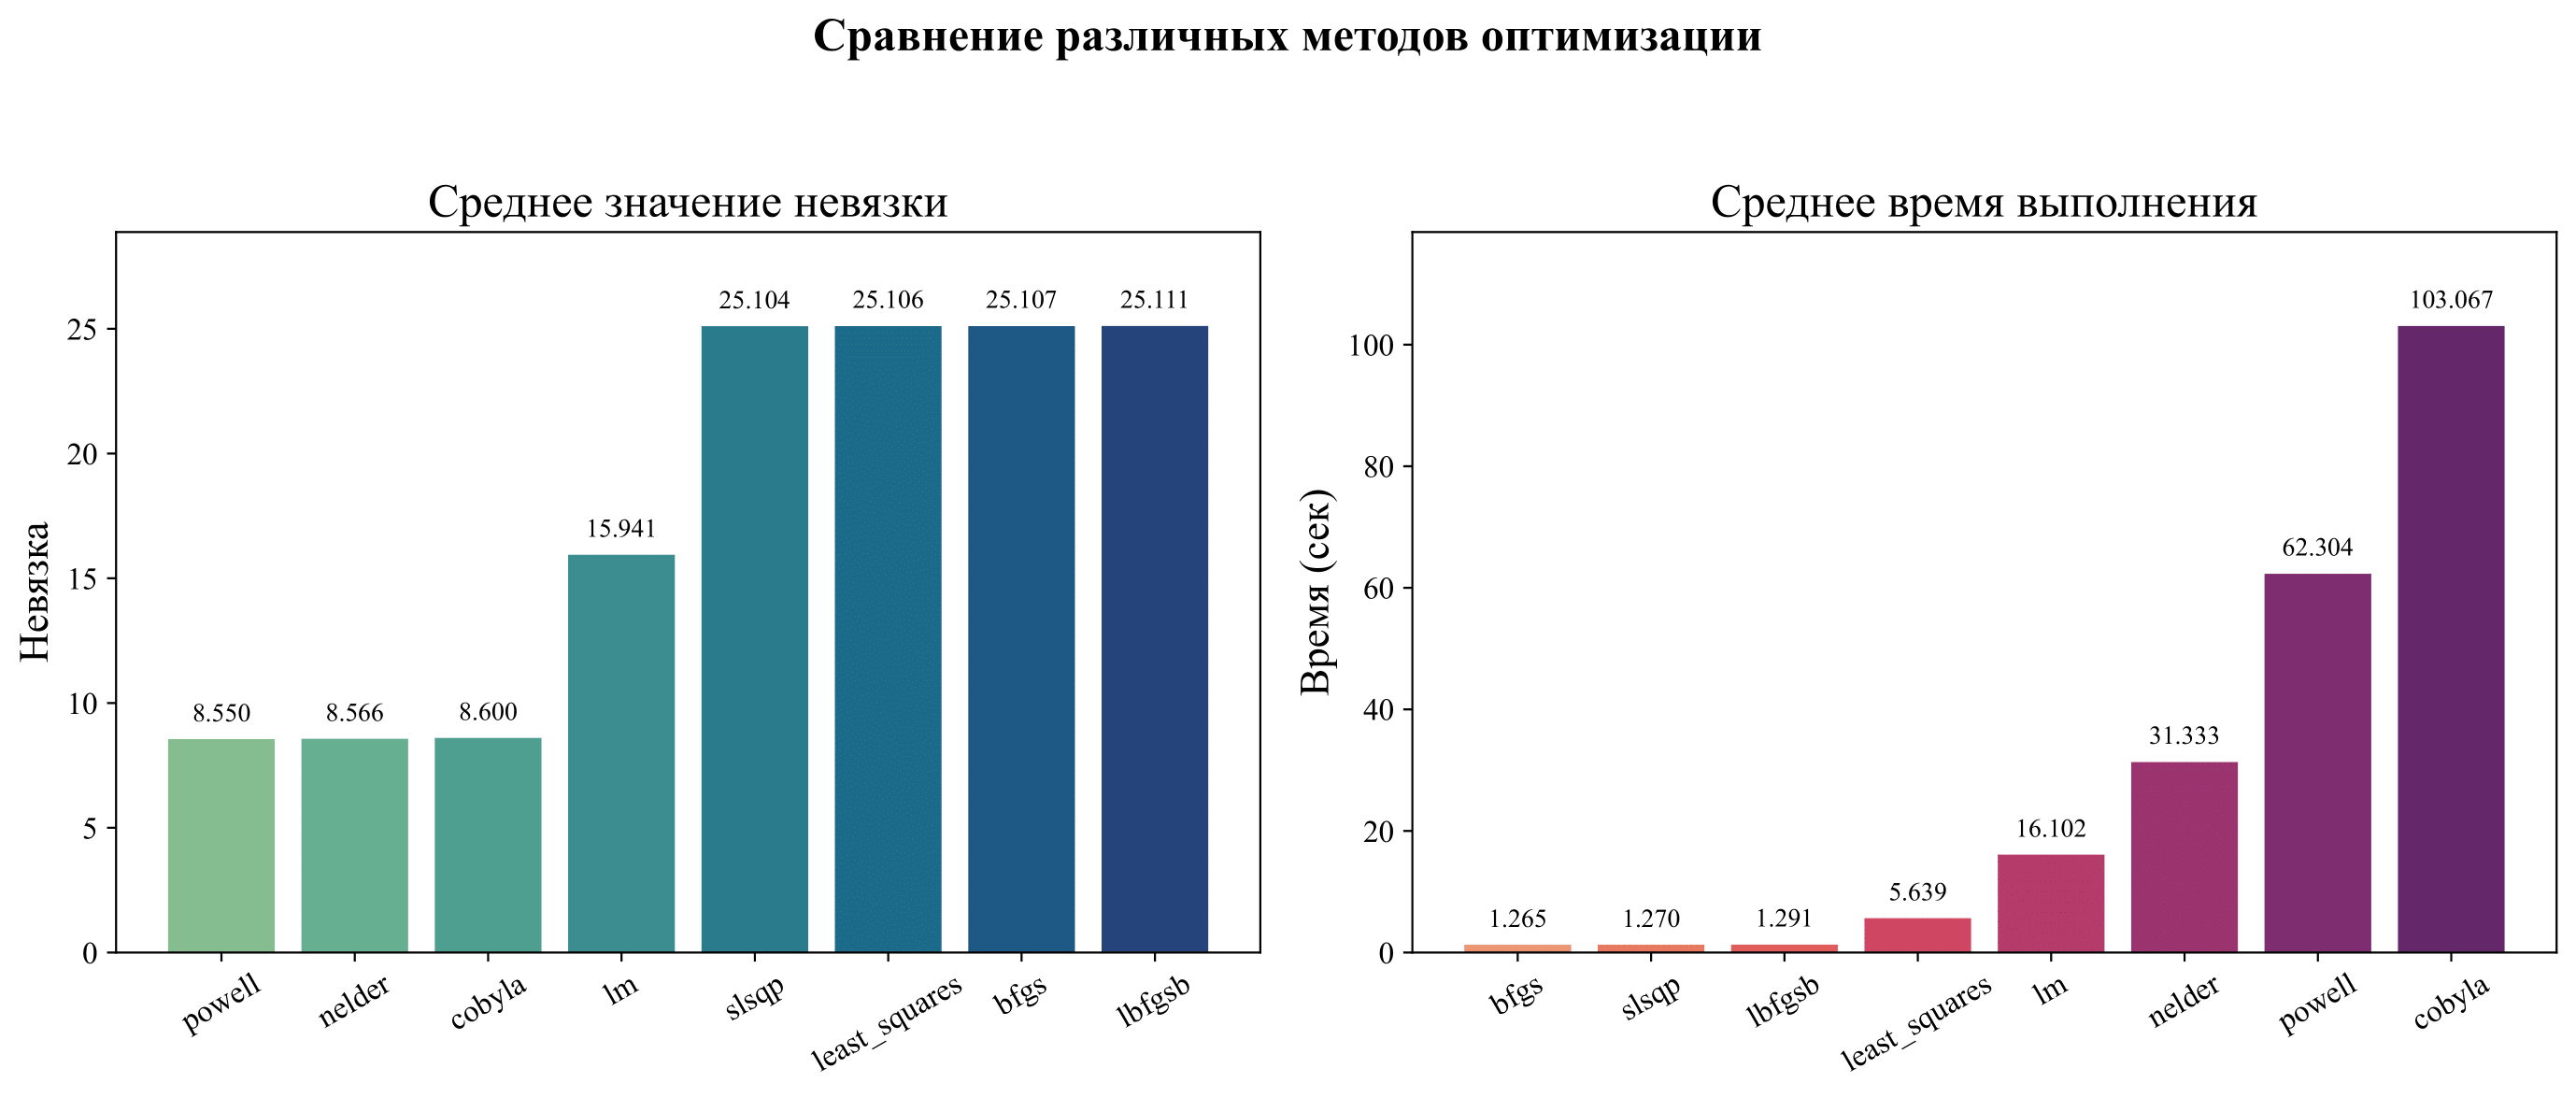 Сравнение различных методов оптимизации
Среднее значение невязки
Невязка
25
20
15
10
5
0
8.550
8.566
8.600
15.941
25.104
25.106
25.107
25.111
powell
nelder
cobyla
lm
slsqp
least_squares
bfgs
lbfgsb
Среднее время выполнения
Время (сек)
100
80
60
40
20
0
1.265
1.270
1.291
5.639
16.102
31.333
62.304
103.067
bfgs
slsqp
lbfgsb
least_squares
lm
nelder
powell
cobyla